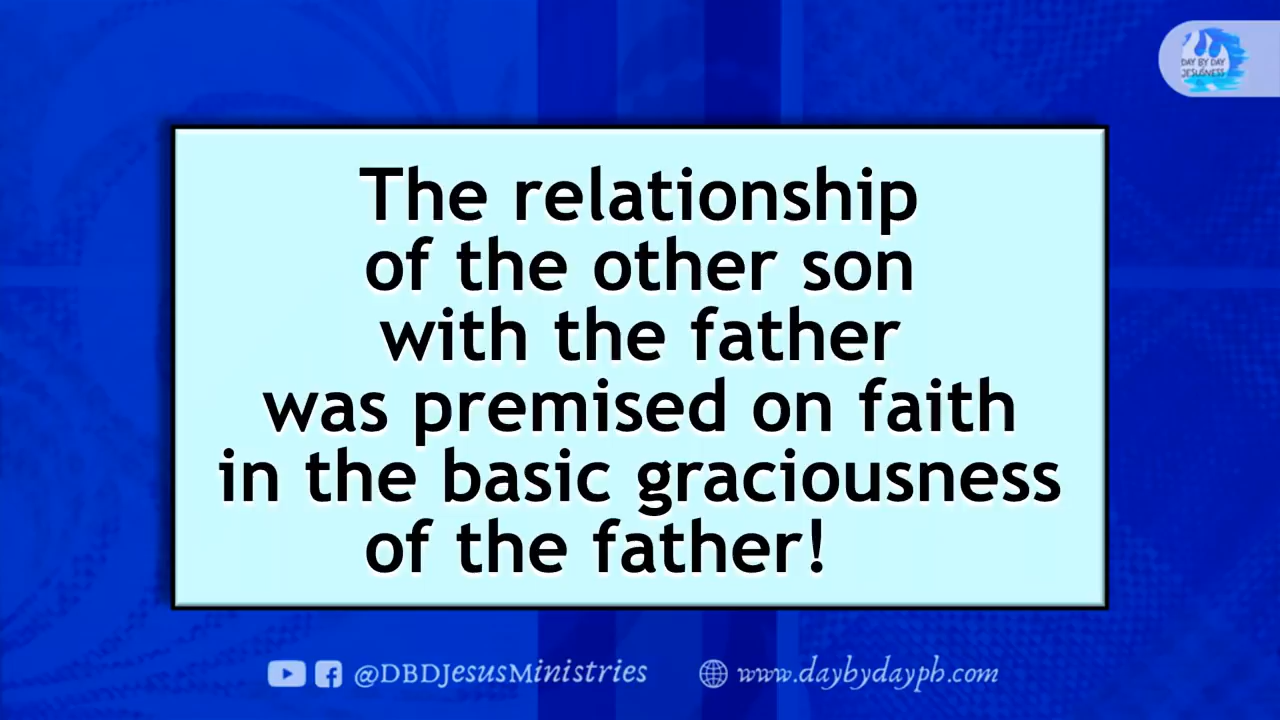 DAY BY DAY
JESUSNESS
The relationship
of the other son
with the father
was premised on faith
in the basic graciousness
of the father!
@DBDJesusMinistries
www.daybydayph.com